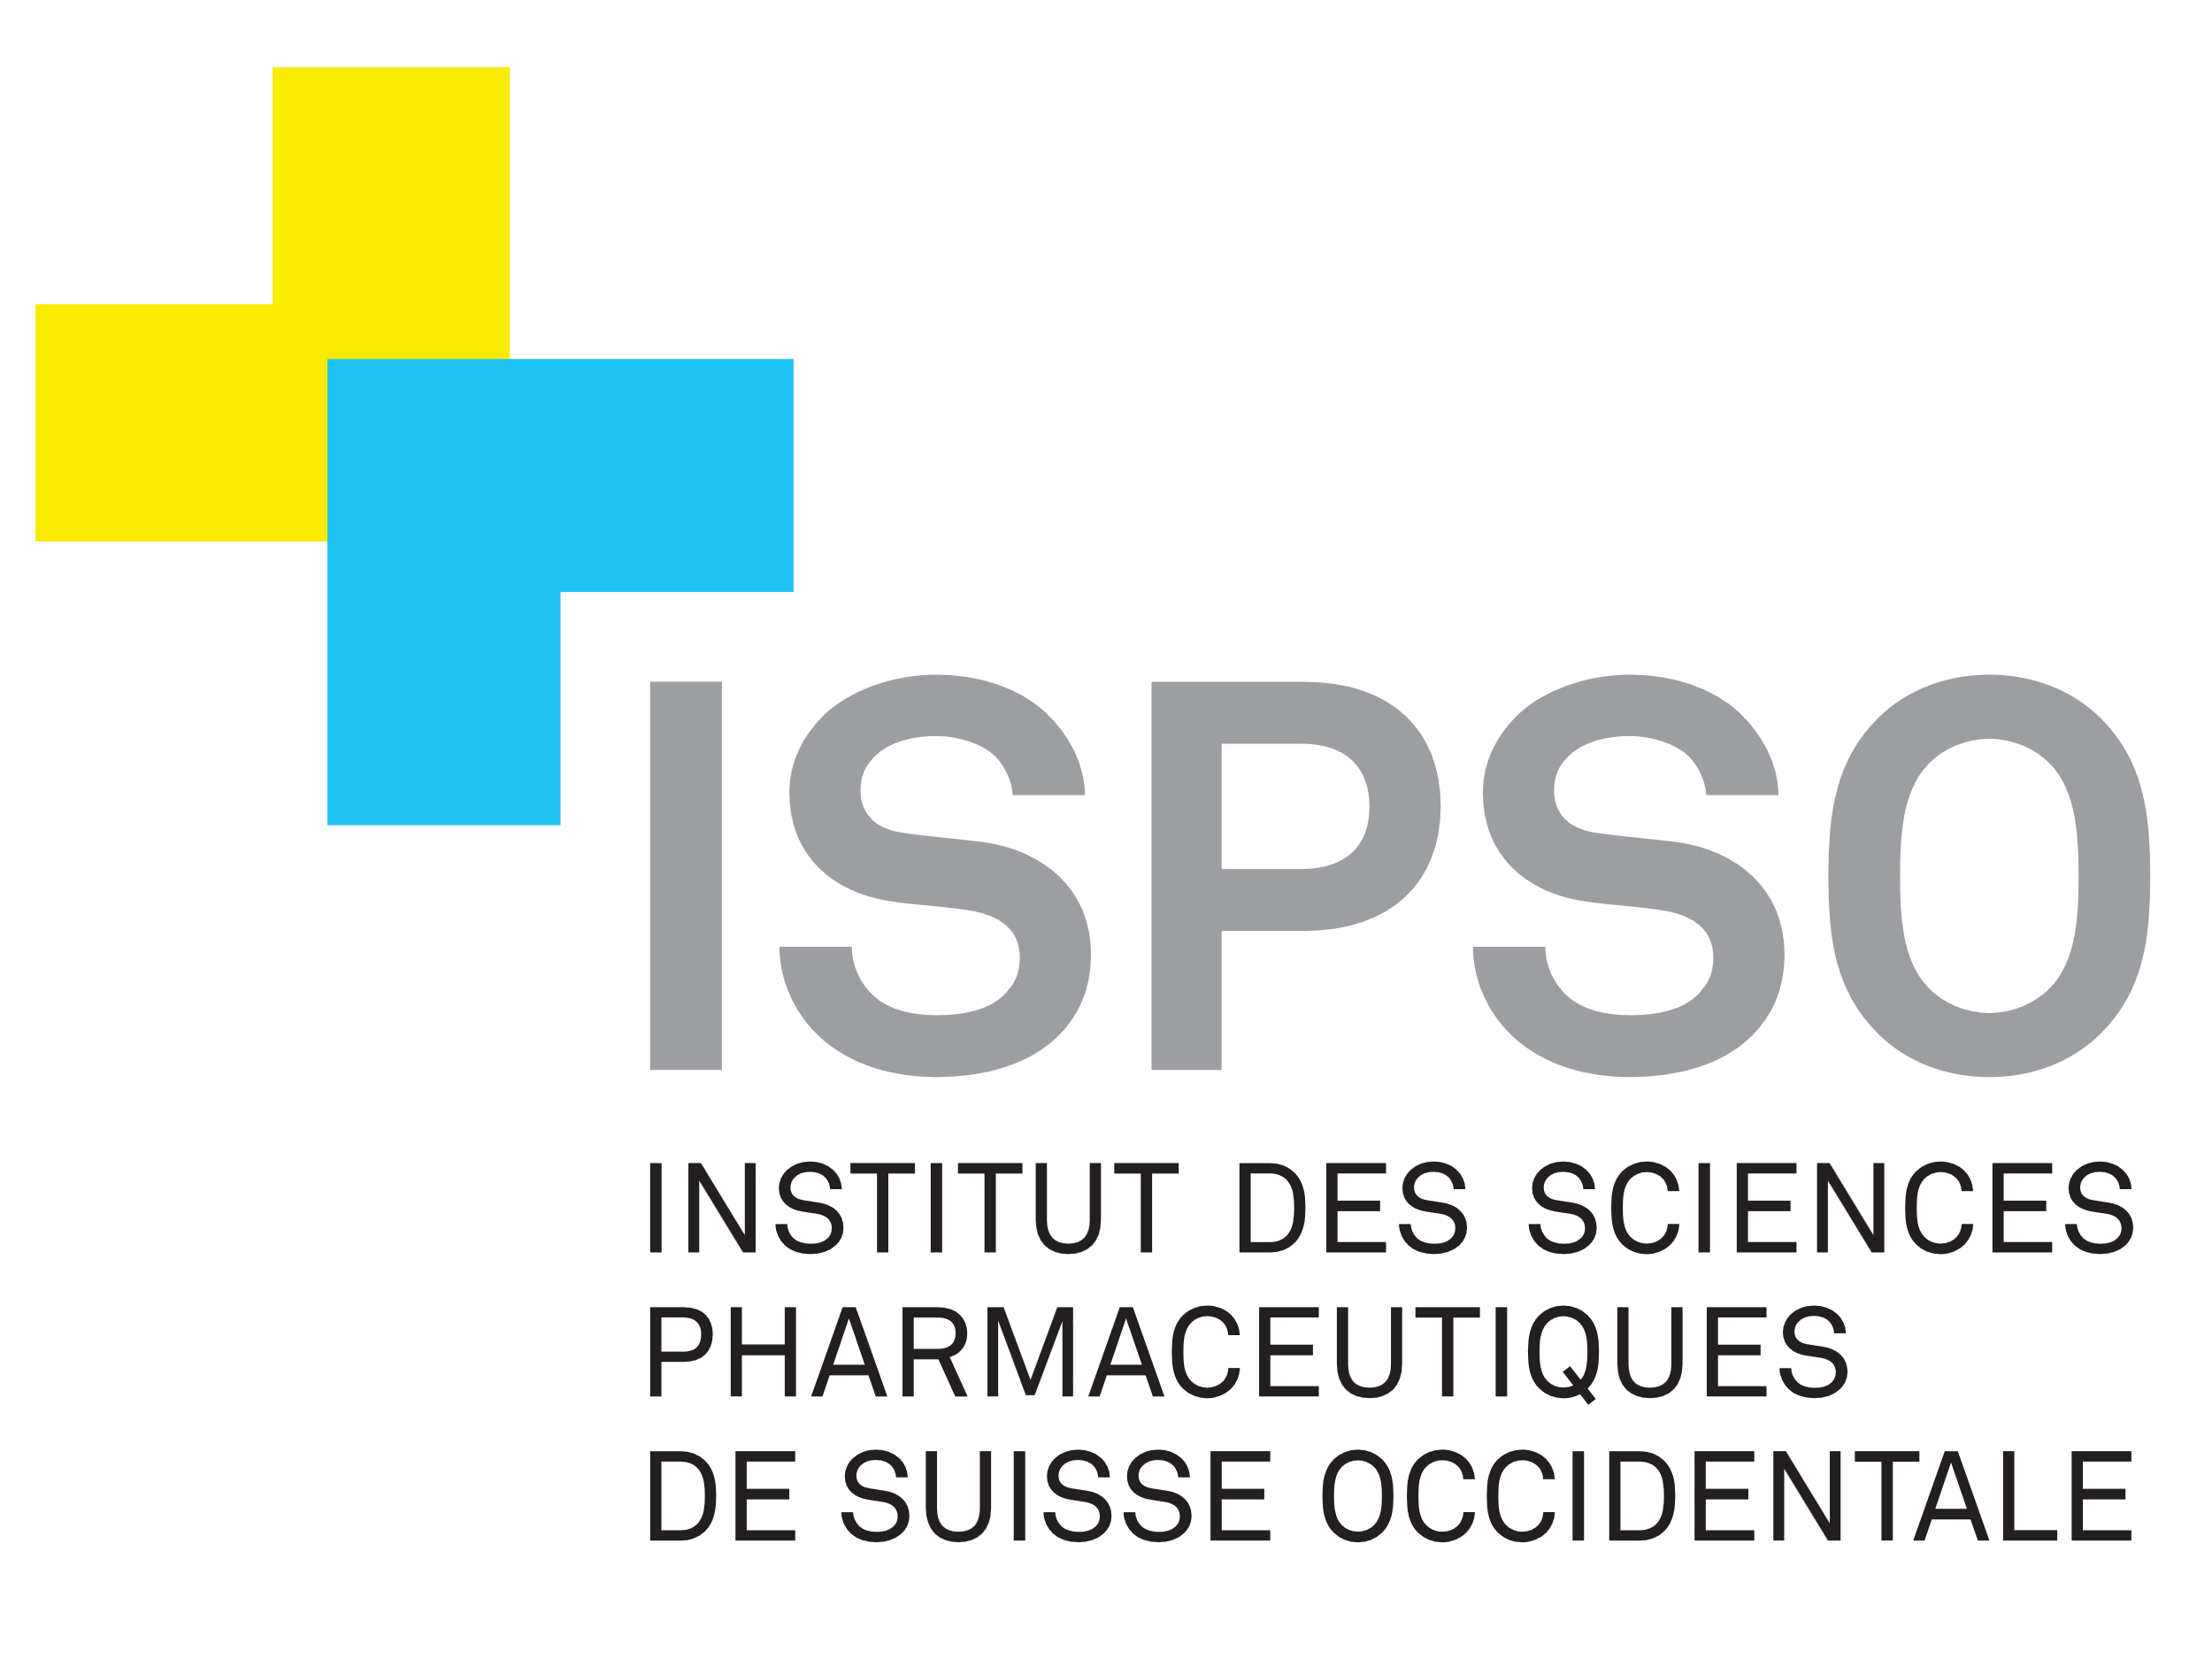 ISPSO
INSTITUT DES SCIENCES
PHARMACEUTIQUES
DE SUISSE OCCIDENTALE